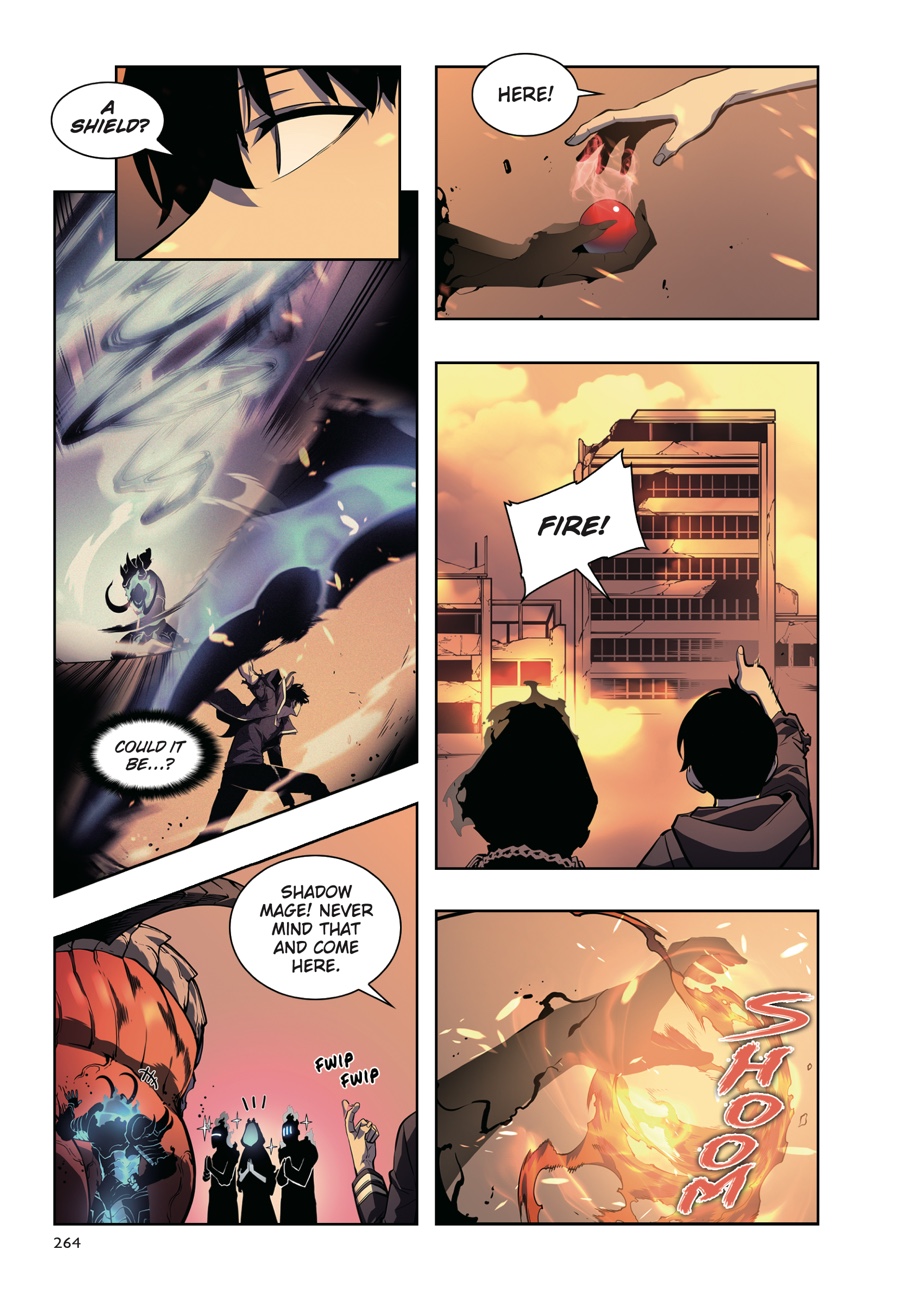 A
SHIELD?
COULD IT
BE...?
SHADOW
MAGE! NEVER
MIND THAT
AND COME
HERE.
FWIP
FWIP
HERE!
FIRE!
SHOOM
264